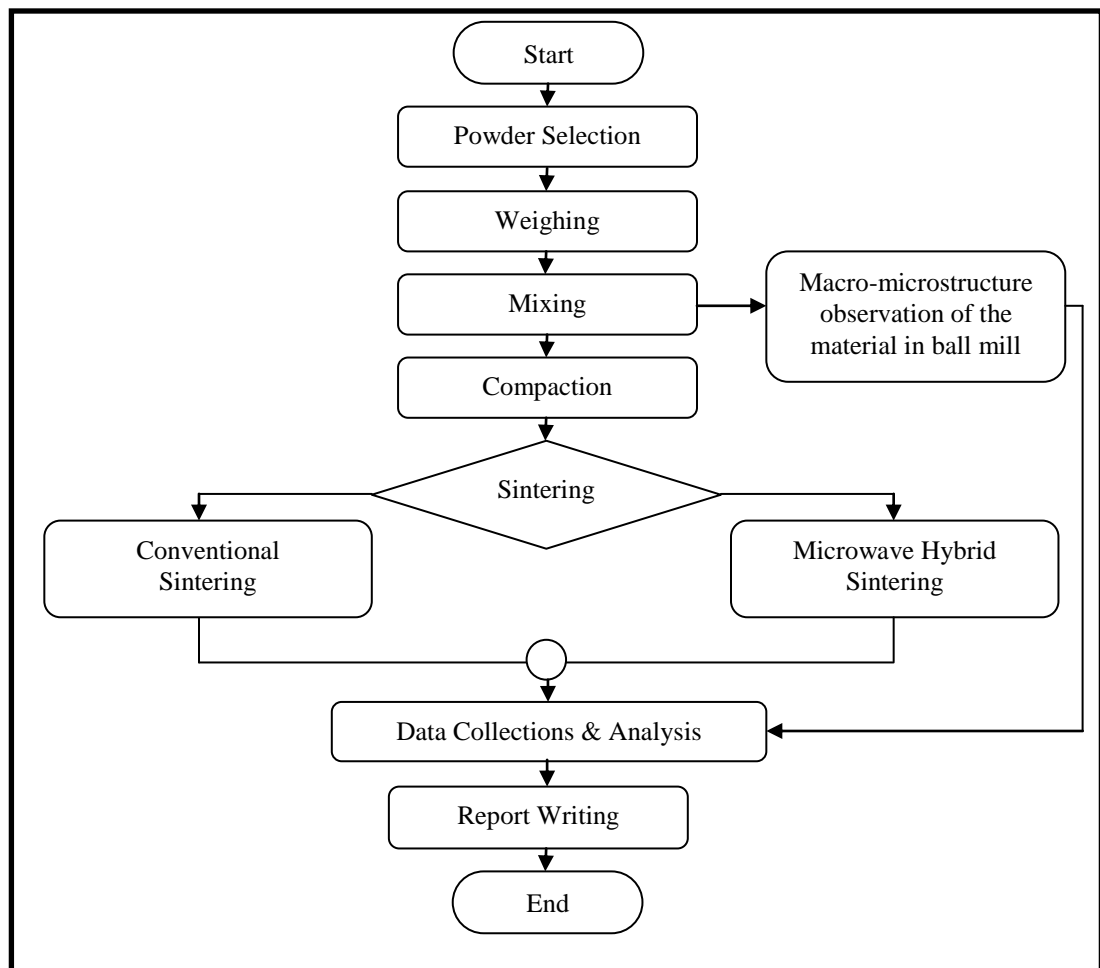 Start
Powder Selection
Weighing
Mixing
Macro-microstructure
observation of the
material in ball mill
Compaction
Sintering
Conventional
Sintering
Microwave Hybrid
Sintering
Data Collections & Analysis
Report Writing
End